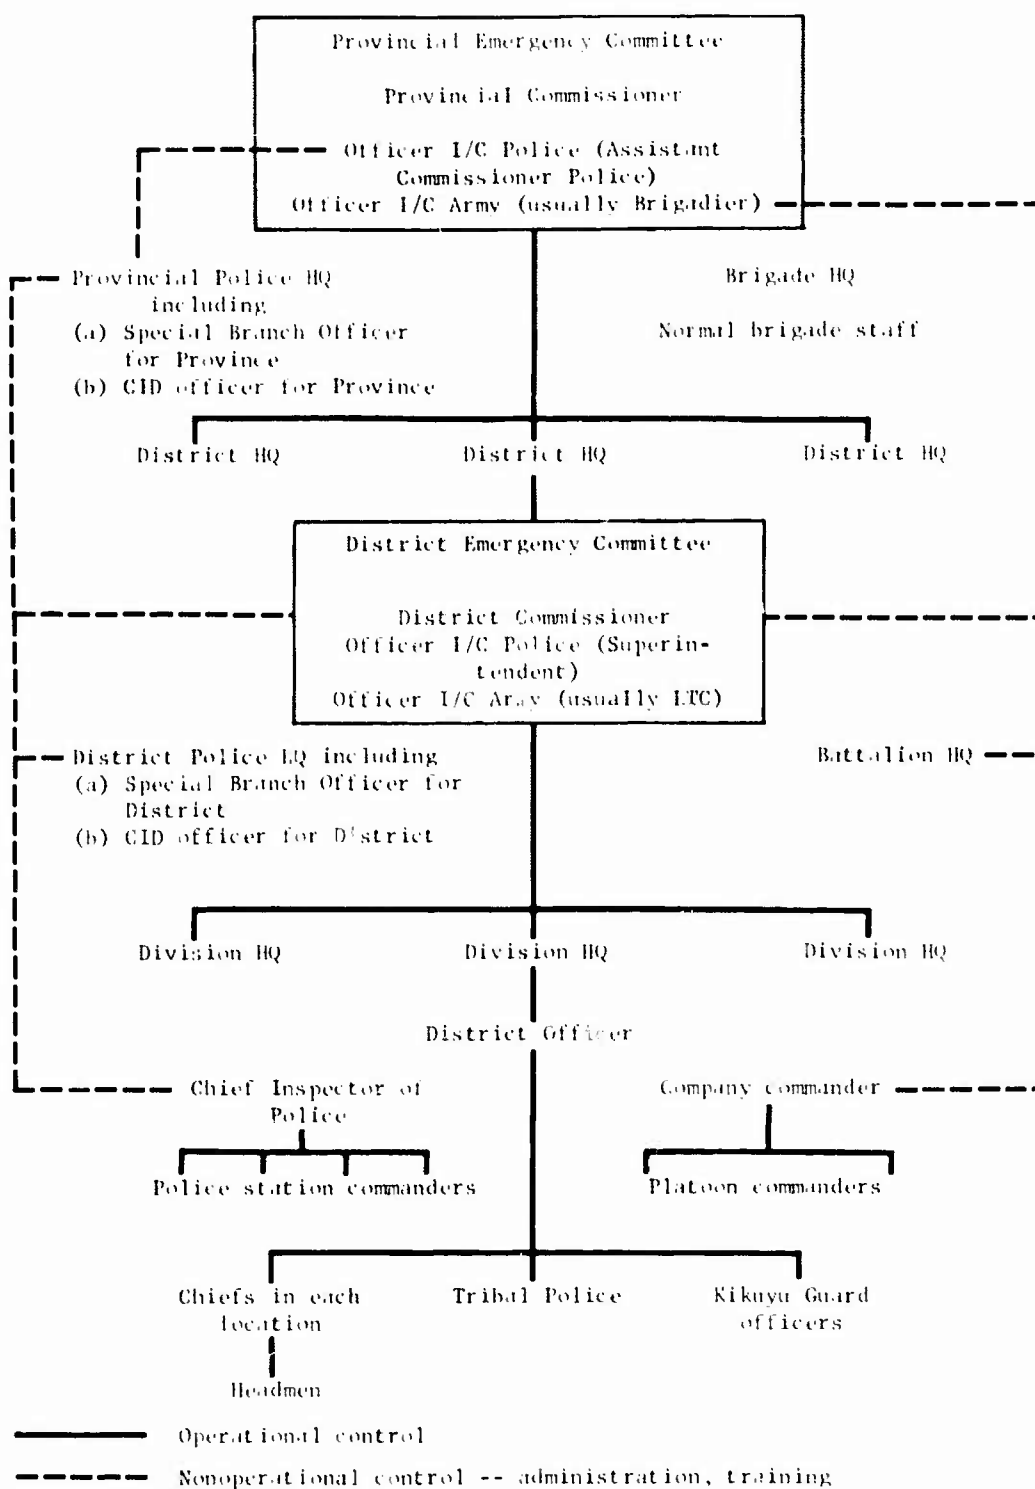 Provincial Emergency Committee
Provincial Commissioner
Officer I/C Police (Assistant
Commissioner Police)
Officer I/C Army (usually Brigadier)
Provincial Police HQ
including
(a) Special Branch Officer
for Province
(b) CID officer for Province
Brigade HQ
Normal brigade staff
District HQ
District HQ
District HQ
District Emergency Committee
District Commissioner
Officer I/C Police (Superin-
tendent)
Officer I/C Aray (usually LTC)
District Police HQ including
(a) Special Branch Officer for
District
(b) CID officer for District
Battalion HQ
Division HQ
Division HQ
Division HQ
District Officer
Chief Inspector of
Police
Company commander
Police station commanders
Platoon commanders
Chiefs in each
location
Tribal Police
Kikuyu Guard
officers
Headmen
Operational control
Nonoperational control -- administration, training